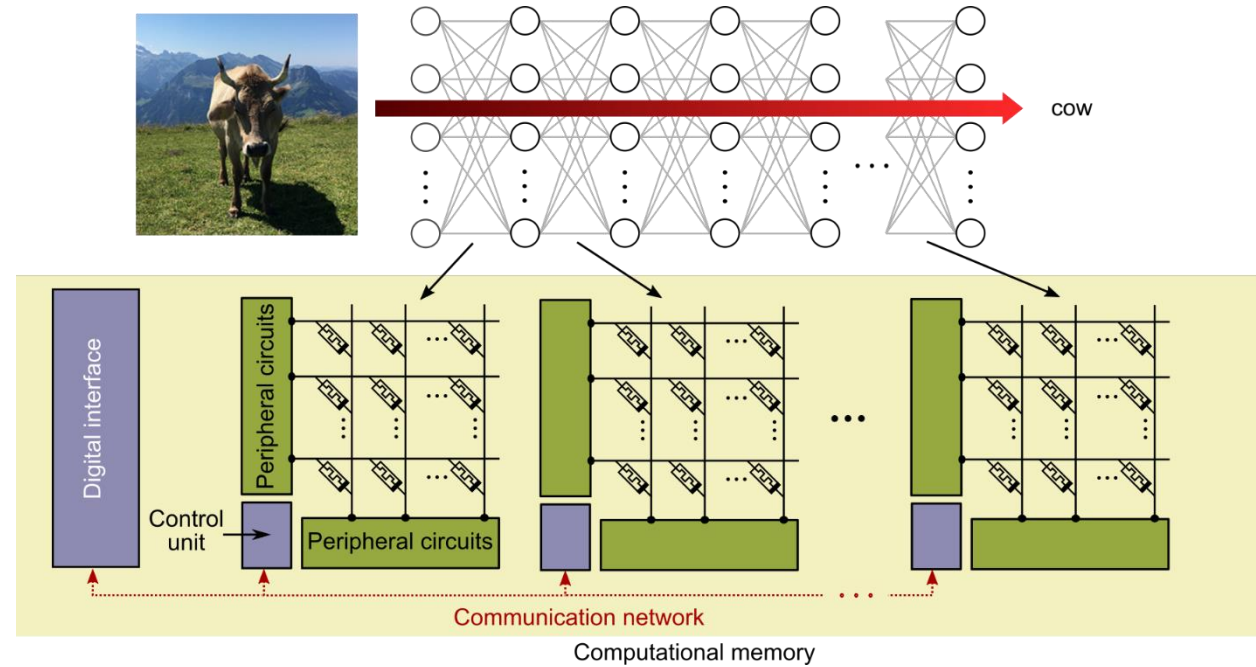 cow
Digital interface
Peripheral circuits
Control
unit
Peripheral circuits
Communication network
Computational memory